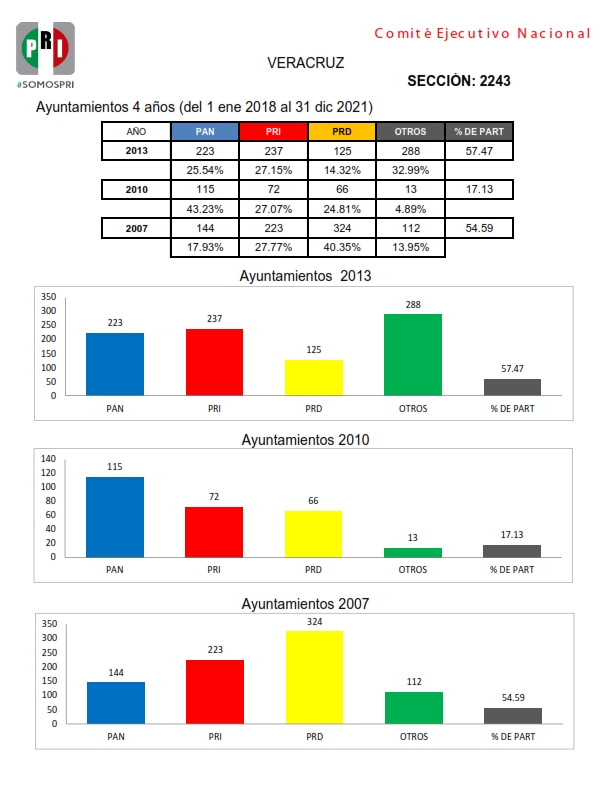 Comité Ejecutivo Nacional
PRI
#SOMOSPRI
VERACRUZ
SECCIÓN: 2243
Ayuntamientos 4 años (del 1 ene 2018 al 31 dic 2021)
AÑO PAN PRI PRD OTROS % DE PART
2013 223 237 125 288 57.47
25.54% 27.15% 14.32% 32.99%
2010 115 72 66 13 17.13
43.23% 27.07% 24.81% 4.89%
2007 144 223 324 112 54.59
17.93% 27.77% 40.35% 13.95%
Ayuntamientos 2013
350
300
250
200
150
100
50
0
223 237 125 288 57.47
PAN PRI PRD OTROS % DE PART
Ayuntamientos 2010
140
120
100
80
60
40
20
0
115 72 66 13 17.13
PAN PRI PRD OTROS % DE PART
Ayuntamientos 2007
350
300
250
200
150
100
50
0
144 223 324 112 54.59
PAN PRI PRD OTROS % DE PART